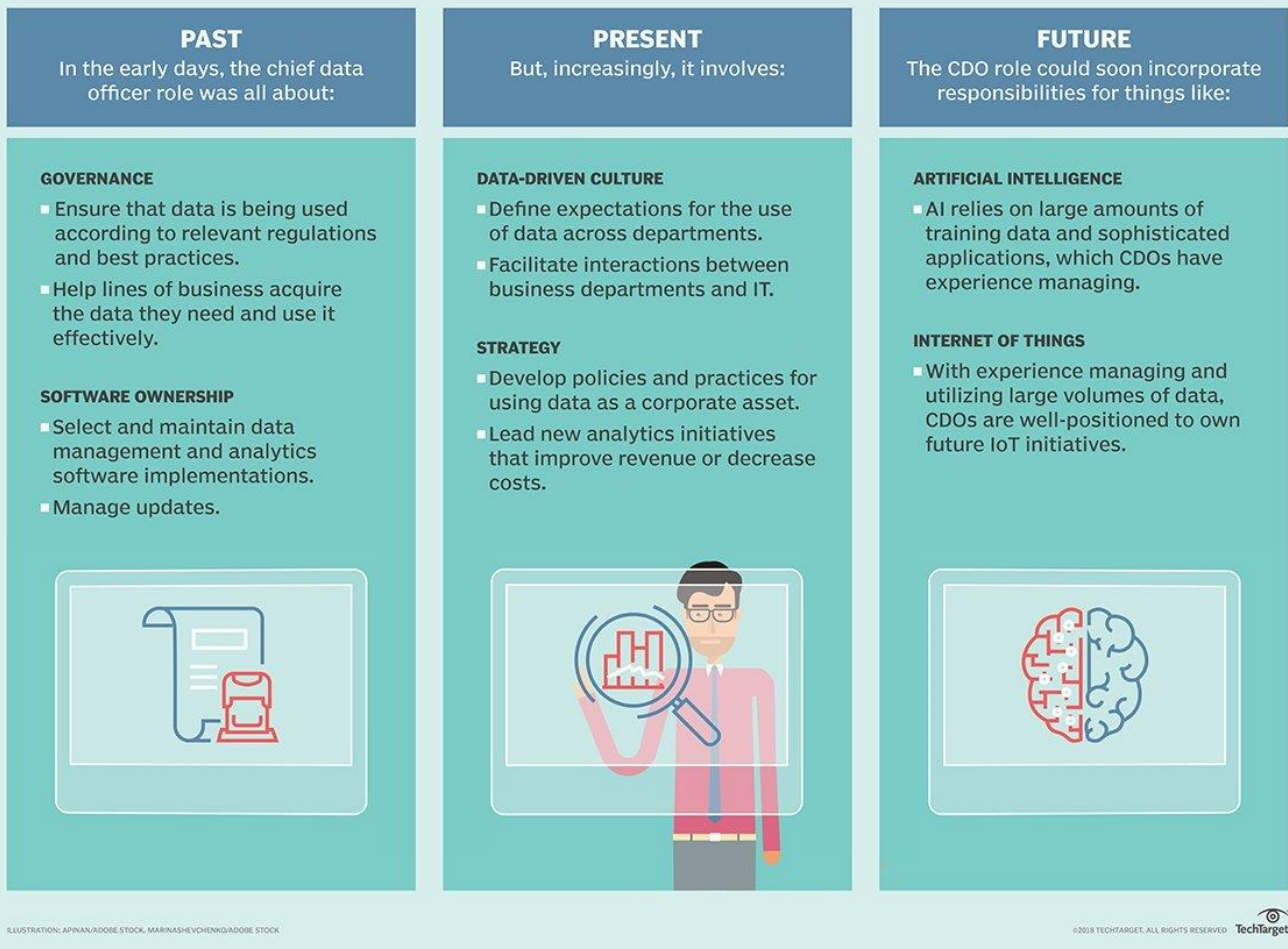 PAST
In the early days, the chief data
officer role was all about:
GOVERNANCE
▪ Ensure that data is being used
according to relevant regulations
and best practices.
▪ Help lines of business acquire
the data they need and use it
effectively.
SOFTWARE OWNERSHIP
▪ Select and maintain data
management and analytics
software implementations.
▪ Manage updates.
PRESENT
But, increasingly, it involves:
DATA-DRIVEN CULTURE
▪ Define expectations for the use
of data across departments.
▪ Facilitate interactions between
business departments and IT.
STRATEGY
▪ Develop policies and practices for
using data as a corporate asset.
▪ Lead new analytics initiatives
that improve revenue or decrease
costs.
FUTURE
The CDO role could soon incorporate
responsibilities for things like:
ARTIFICIAL INTELLIGENCE
▪ AI relies on large amounts of
training data and sophisticated
applications, which CDOs have
experience managing.
INTERNET OF THINGS
▪ With experience managing and
utilizing large volumes of data,
CDOs are well-positioned to own
future IoT initiatives.
ILLUSTRATION: APINAN/ADOBE STOCK, MARINASHEVCHENKO/ADOBE STOCK
©2018 TECHTARGET. ALL RIGHTS RESERVED TechTarget